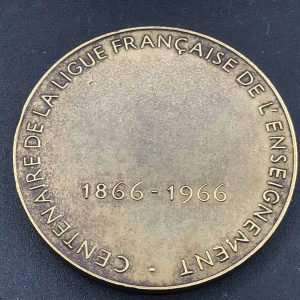 · CENTENAIRE DE LA LIGUE FRANÇAISE DE L'ENSEIGNEMENT
1866-1966